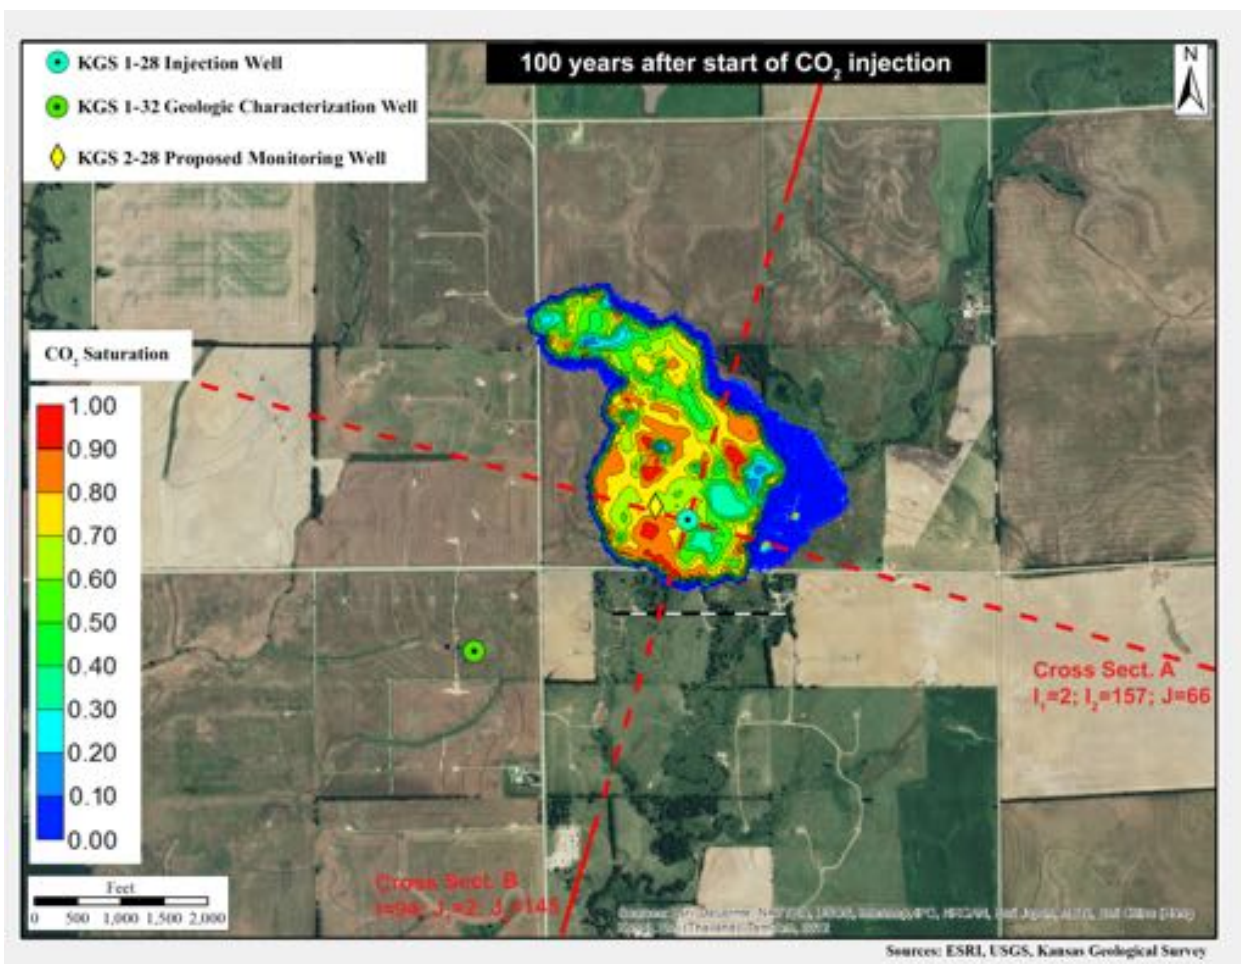 KGS 1-28 Injection Well
KGS 1-32 Geologic Characterization Well
KGS 2-28 Proposed Monitoring Well
100 years after start of CO₂ injection
N
CO₂ Saturation
1.00
0.90
0.80
0.70
0.60
0.50
0.40
0.30
0.20
0.10
0.00
Cross Sect. A
I₁=2; I₂=157; J=66
Cross Sect. B
Feet
0 500 1,000 1,500 2,000
Sources: ESRI, USGS, Kansas Geological Survey